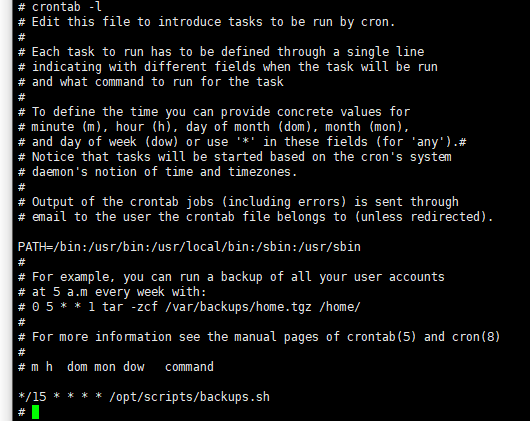 # crontab -l
# Edit this file to introduce tasks to be run by cron.
#
# Each task to run has to be defined through a single line
# indicating with different fields when the task will be run
# and what command to run for the task
#
# To define the time you can provide concrete values for
# minute (m), hour (h), day of month (dom), month (mon),
# and day of week (dow) or use '*' in these fields (for 'any').#
# Notice that tasks will be started based on the cron's system
# daemon's notion of time and timezones.
#
# Output of the crontab jobs (including errors) is sent through
# email to the user the crontab file belongs to (unless redirected).

PATH=/bin:/usr/bin:/usr/local/bin:/sbin:/usr/sbin
#
# For example, you can run a backup of all your user accounts
# at 5 a.m every week with:
# 0 5 * * 1 tar -zcf /var/backups/home.tgz /home/
#
# For more information see the manual pages of crontab(5) and cron(8)
#
# m h  dom mon dow   command

*/15 * * * * /opt/scripts/backups.sh
#